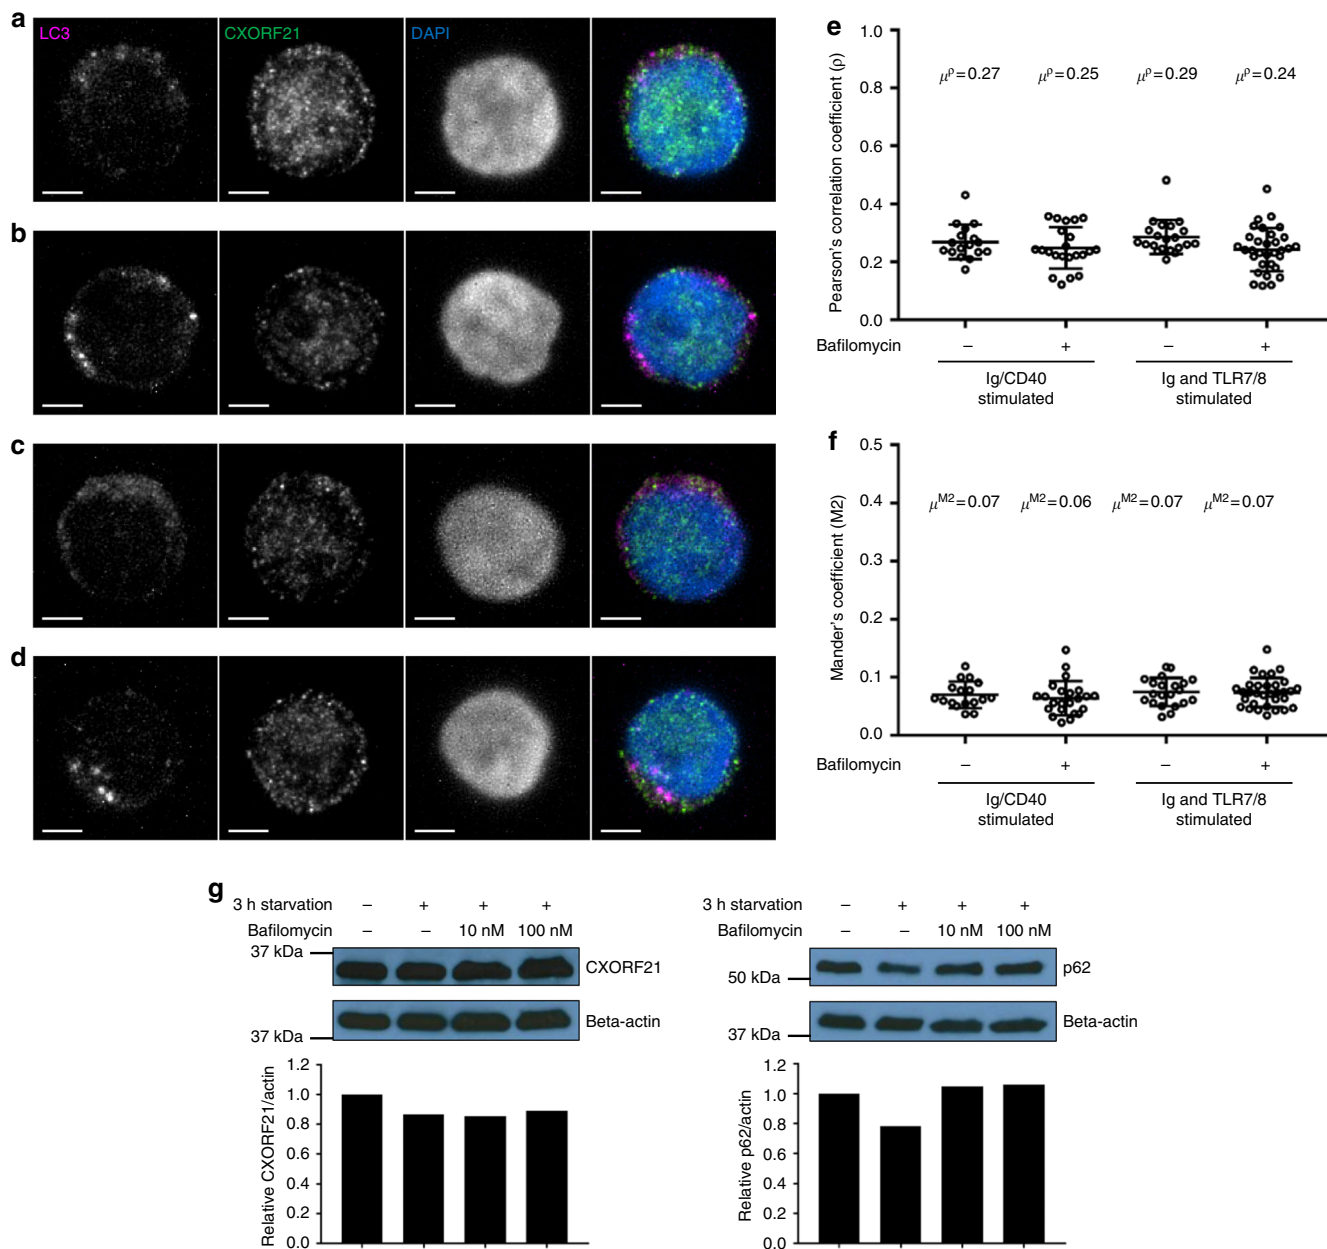 a
LC3
CXORF21
DAPI
b
c
d
e
Pearson's correlation coefficient (ρ)
1.0
0.8
0.6
0.4
0.2
0.0
μᵖ=0.27
μᵖ=0.25
μᵖ=0.29
μᵖ=0.24
Bafilomycin – + – +
Ig/CD40
stimulated
Ig and TLR7/8
stimulated
f
Mander's coefficient (M2)
0.5
0.4
0.3
0.2
0.1
0.0
μM2=0.07
μM2=0.06
μM2=0.07
μM2=0.07
Bafilomycin – + – +
Ig/CD40
stimulated
Ig and TLR7/8
stimulated
g
3 h starvation – + + +
Bafilomycin – – 10 nM 100 nM
37 kDa
CXORF21
Beta-actin
37 kDa
Relative CXORF21/actin
1.2
1.0
0.8
0.6
0.4
0.2
0.0
3 h starvation – + + +
Bafilomycin – – 10 nM 100 nM
50 kDa
p62
Beta-actin
37 kDa
Relative p62/actin
1.2
1.0
0.8
0.6
0.4
0.2
0.0